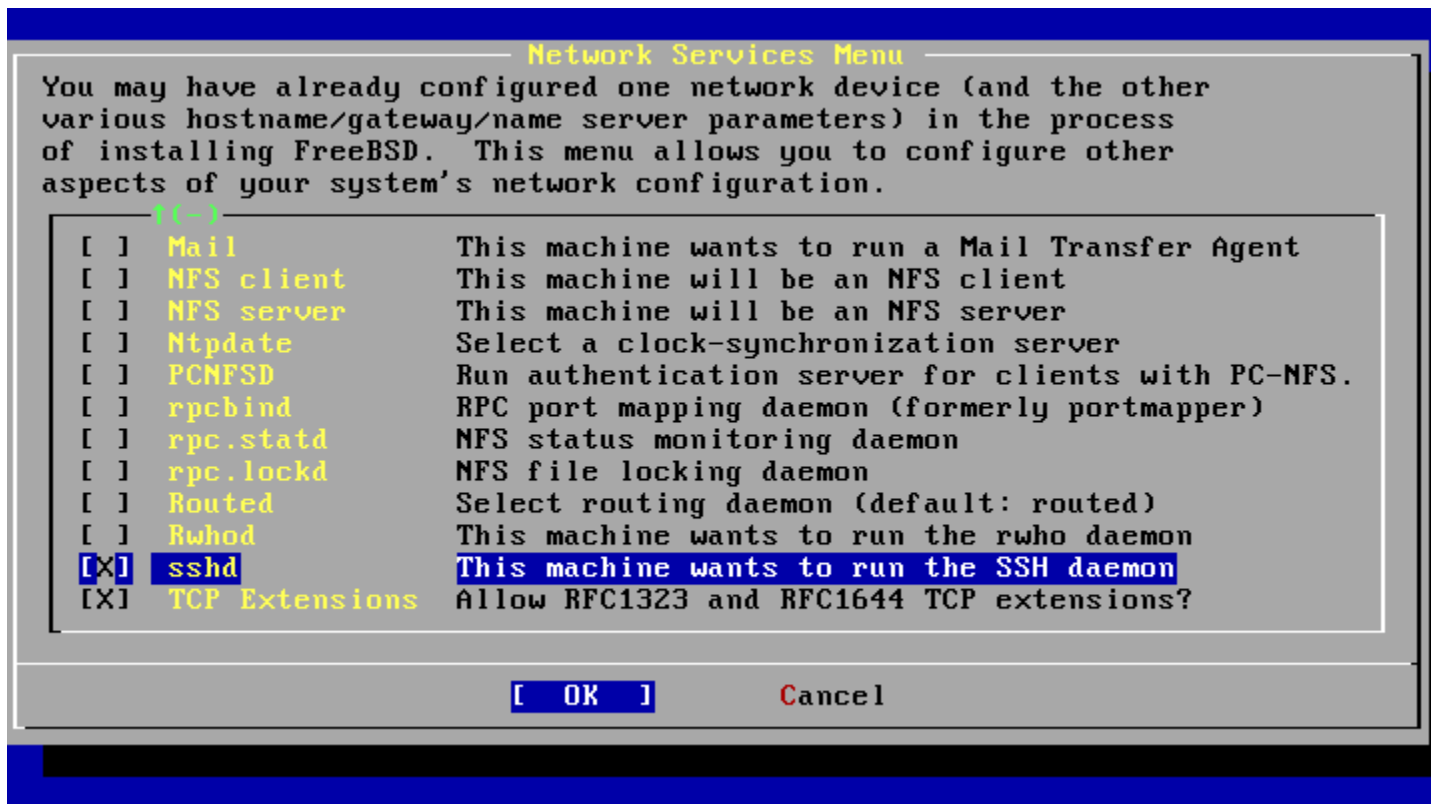 Network Services Menu
You may have already configured one network device (and the other
various hostname/gateway/name server parameters) in the process
of installing FreeBSD.  This menu allows you to configure other
aspects of your system's network configuration.
↑(-)
[ ] Mail This machine wants to run a Mail Transfer Agent
[ ] NFS client This machine will be an NFS client
[ ] NFS server This machine will be an NFS server
[ ] Ntpdate Select a clock-synchronization server
[ ] PCNFSD Run authentication server for clients with PC-NFS.
[ ] rpcbind RPC port mapping daemon (formerly portmapper)
[ ] rpc.statd NFS status monitoring daemon
[ ] rpc.lockd NFS file locking daemon
[ ] Routed Select routing daemon (default: routed)
[ ] Rwhod This machine wants to run the rwho daemon
[X] sshd This machine wants to run the SSH daemon
[X] TCP Extensions Allow RFC1323 and RFC1644 TCP extensions?
[ OK ] Cancel